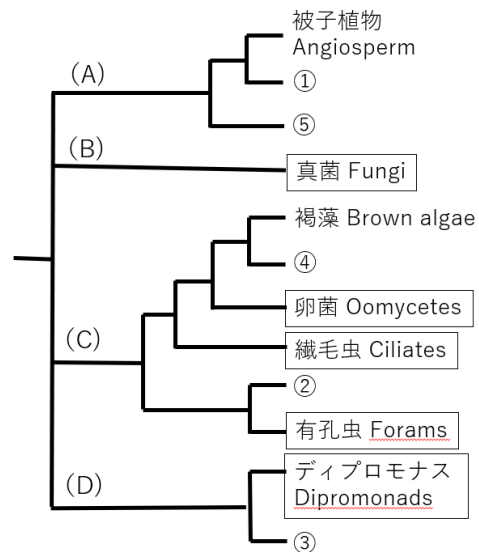 被子植物
Angiosperm
(A)
①
⑤
(B)
真菌 Fungi
褐藻 Brown algae
④
卵菌 Oomycetes
(C)
繊毛虫 Ciliates
②
有孔虫 Forams
(D)
ディプロモナス
Dipromonads
③